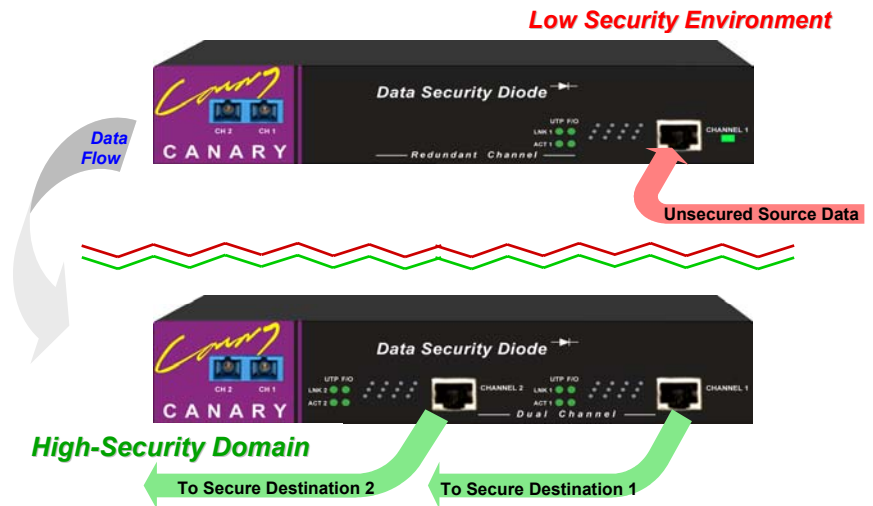 Low Security Environment
Canary
Data Security Diode
UTP F/O
CH 2 CH 1
LNK 1
CHANNEL 1
ACT 1
CANARY
Redundant Channel
Data
Flow
Unsecured Source Data
Canary
Data Security Diode
UTP F/O
UTP F/O
CH 2 CH 1
LNK 2
CHANNEL 2
LNK 1
CHANNEL 1
ACT 2
ACT 1
CANARY
Dual Channel
High-Security Domain
To Secure Destination 2
To Secure Destination 1